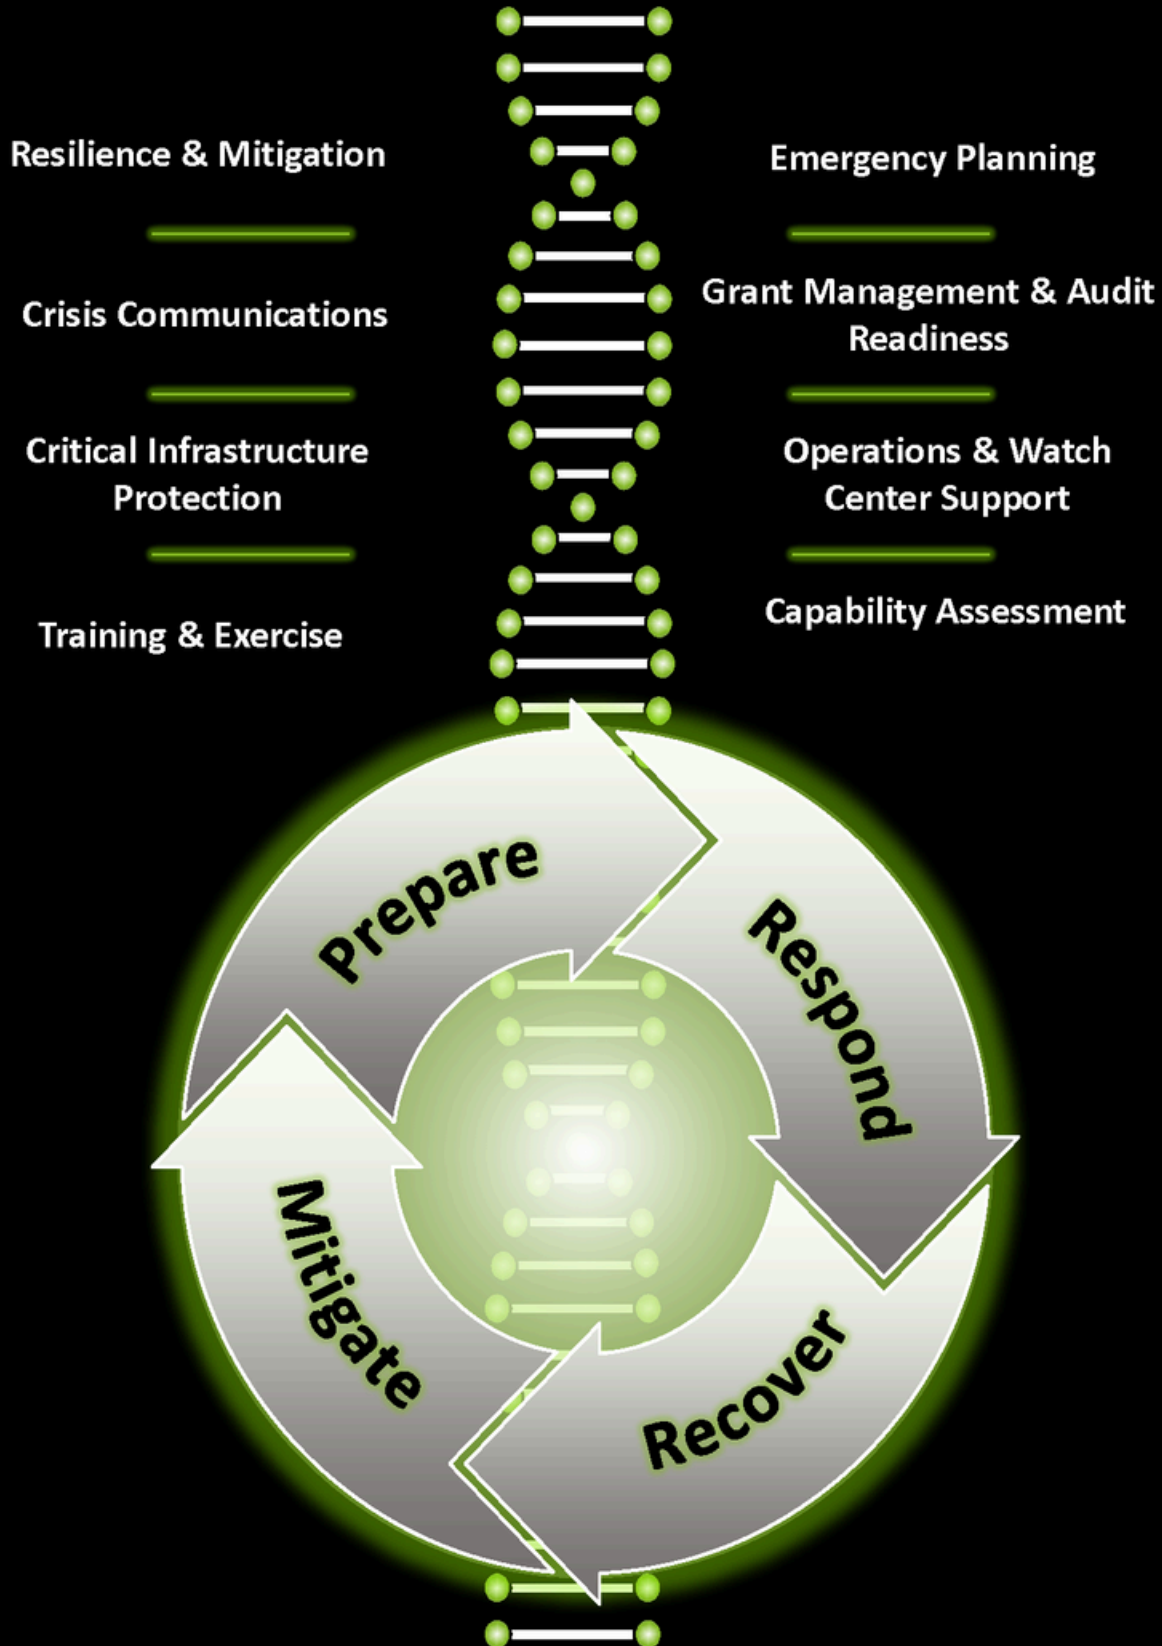 Resilience & Mitigation
Crisis Communications
Critical Infrastructure
Protection
Training & Exercise
Emergency Planning
Grant Management & Audit
Readiness
Operations & Watch
Center Support
Capability Assessment
Prepare
Respond
Recover
Mitigate